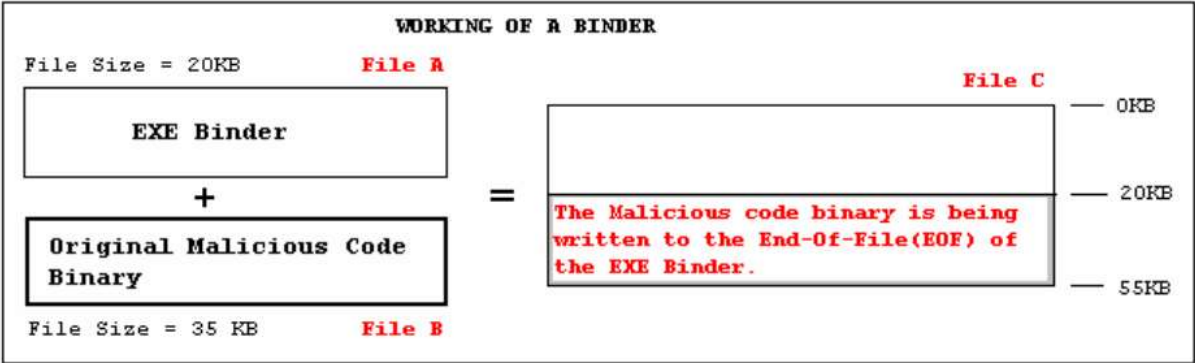 WORKING OF A BINDER
File Size = 20KB File A
EXE Binder
+
Original Malicious Code
Binary
File Size = 35 KB File B
=
File C
0KB
20KB
The Malicious code binary is being
written to the End-Of-File(EOF) of
the EXE Binder.
55KB